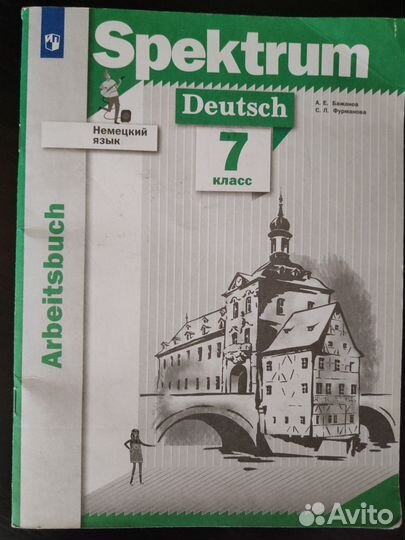 Spektrum
Deutsch
А. Е. Бажанов
С. Л. Фурманова
Немецкий
язык
7
класс
Arbeitsbuch
Avito